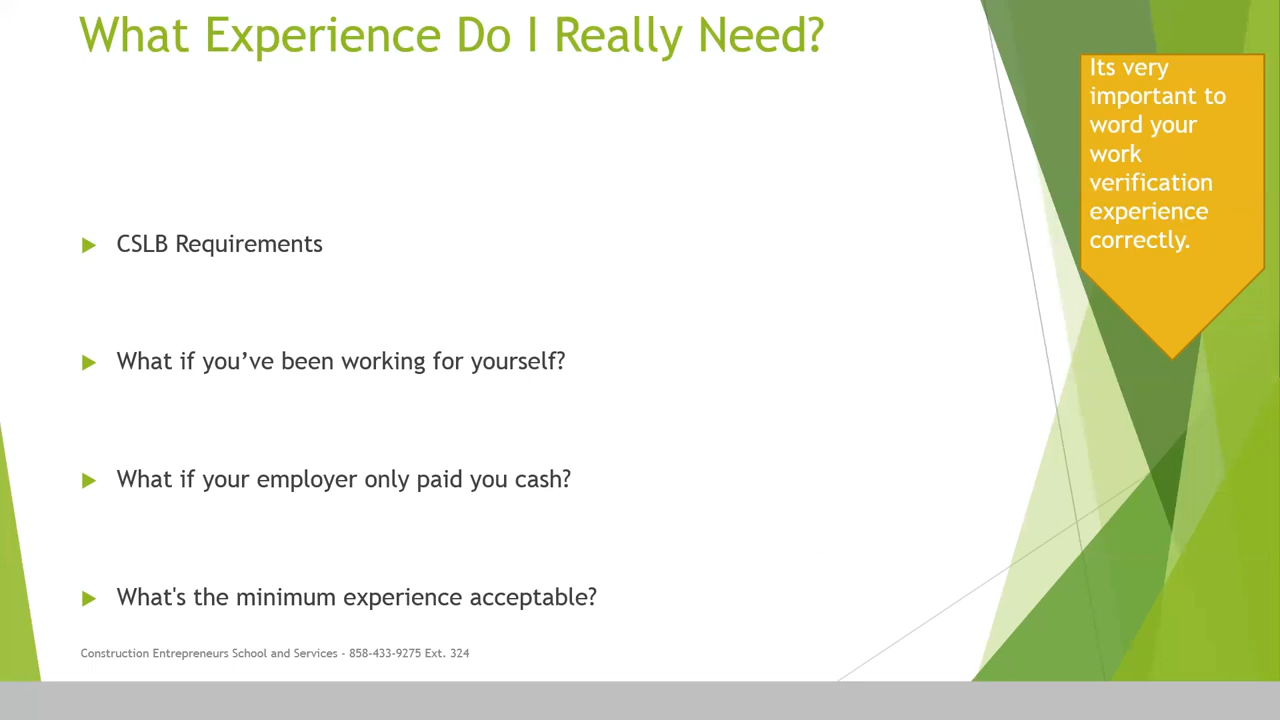 What Experience Do I Really Need?
Its very
important to
word your
work
verification
experience
correctly.
CSLB Requirements
What if you’ve been working for yourself?
What if your employer only paid you cash?
What's the minimum experience acceptable?
Construction Entrepreneurs School and Services - 858-433-9275 Ext. 324